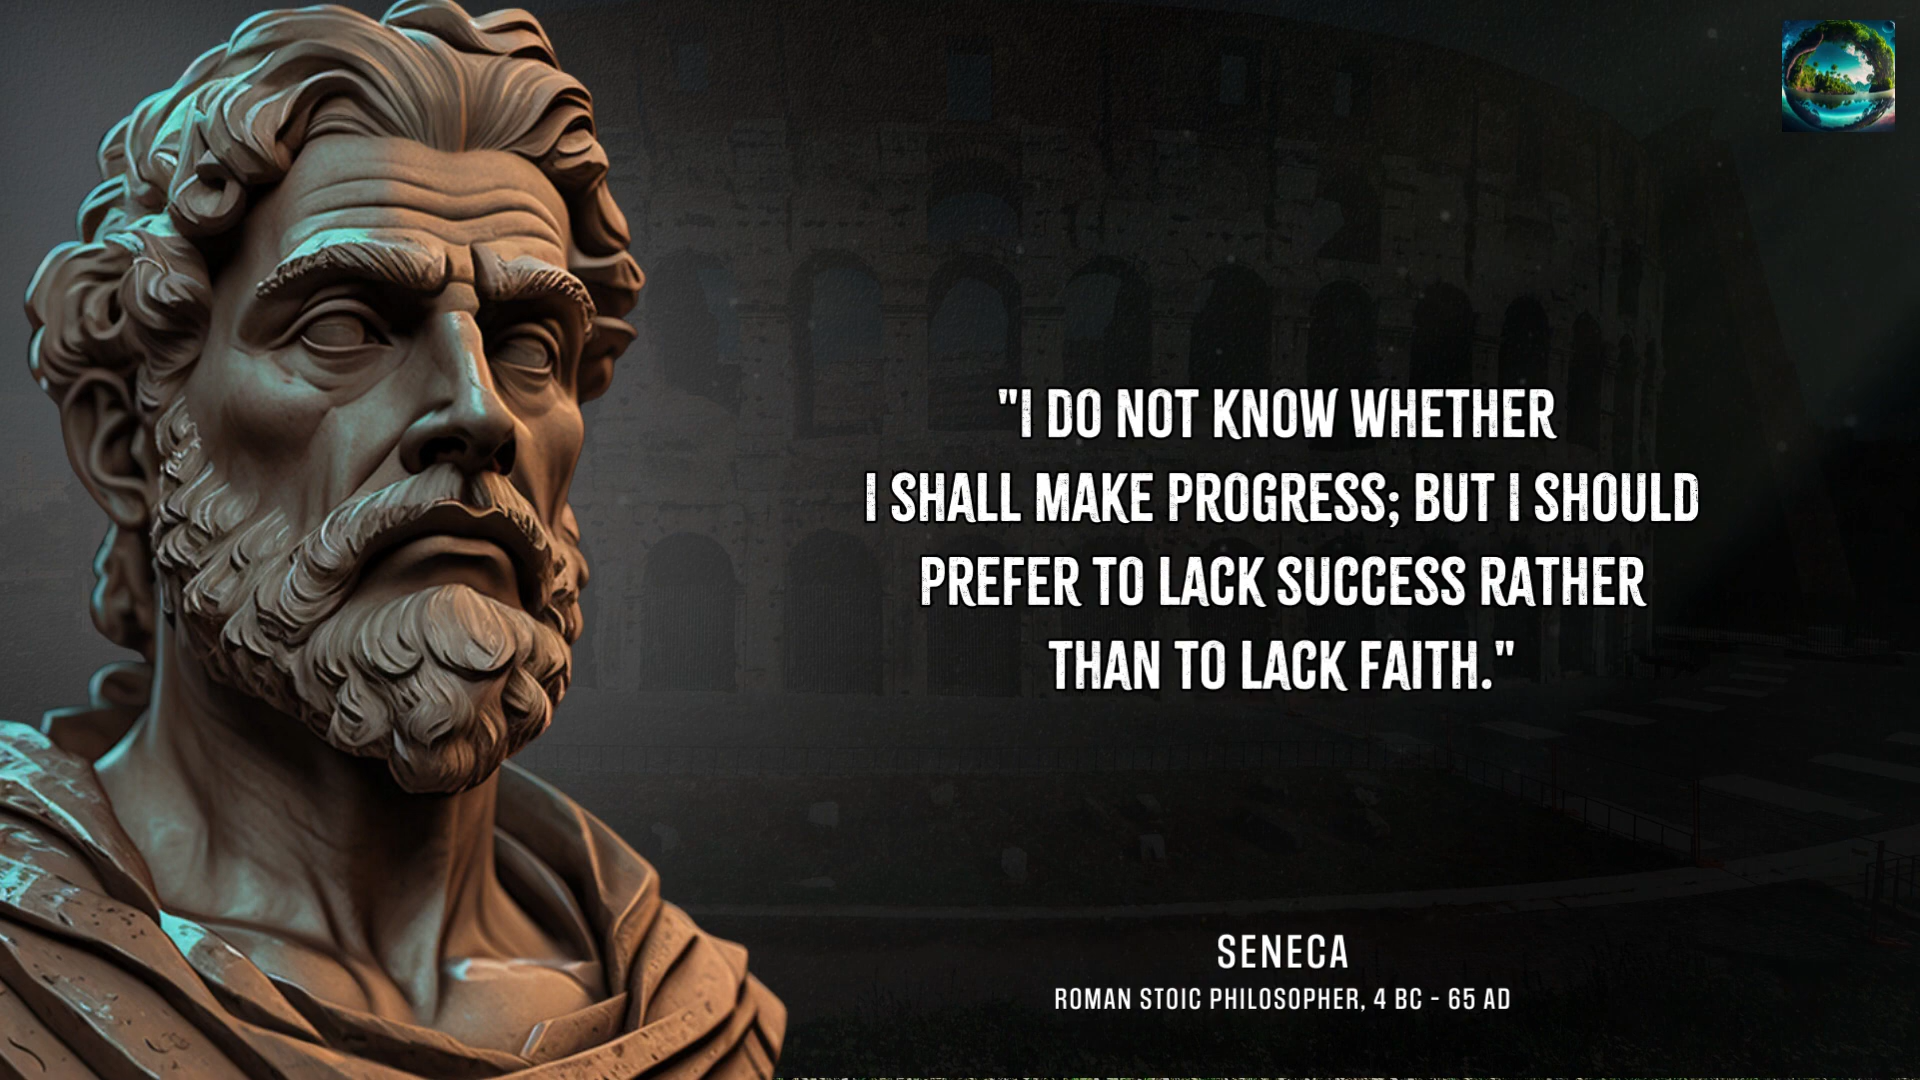 "I DO NOT KNOW WHETHER
I SHALL MAKE PROGRESS; BUT I SHOULD
PREFER TO LACK SUCCESS RATHER
THAN TO LACK FAITH."
SENECA
ROMAN STOIC PHILOSOPHER, 4 BC - 65 AD